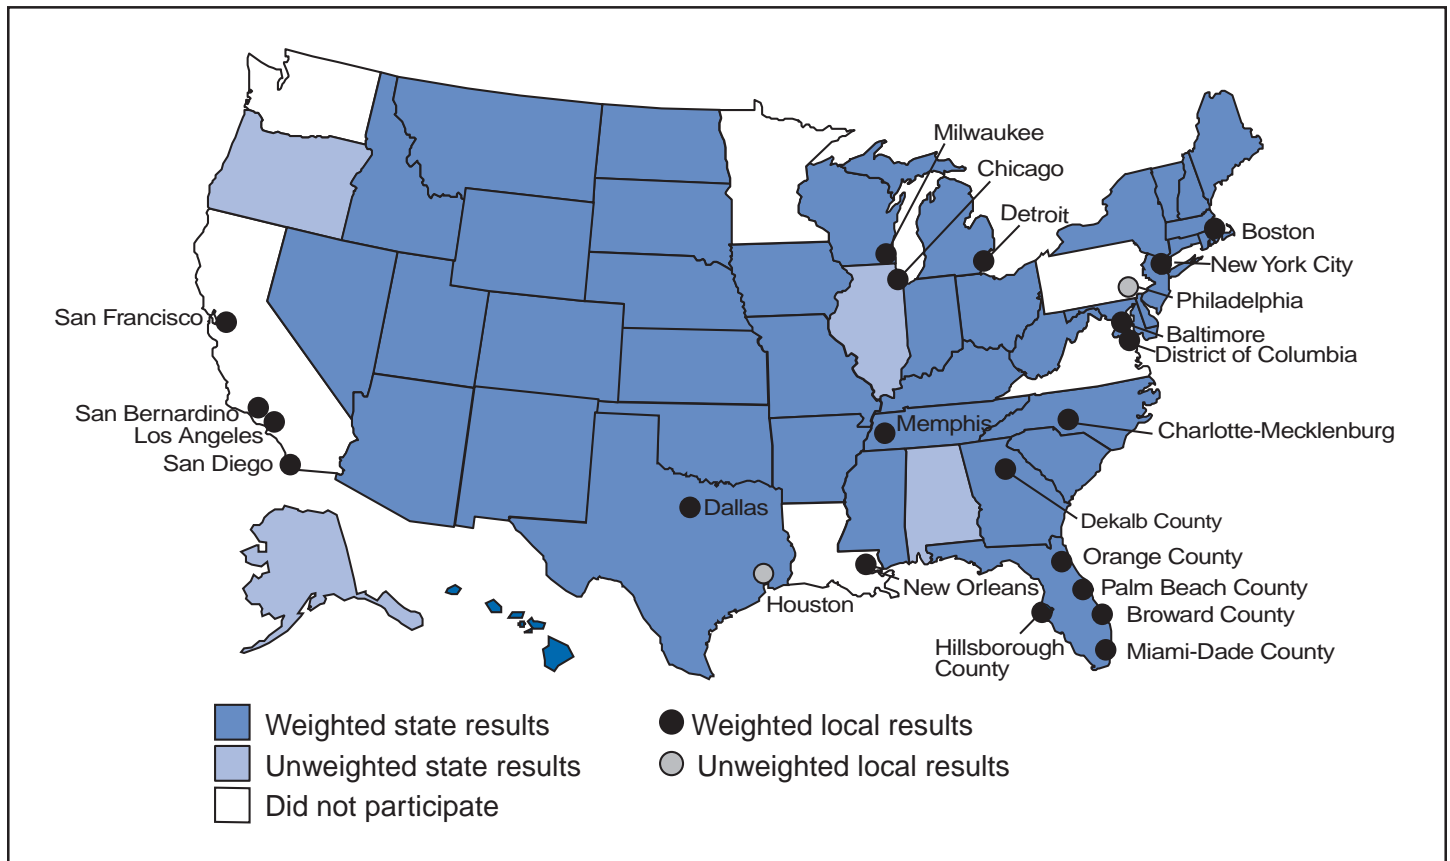 Milwaukee
Chicago
Detroit
Boston
New York City
Philadelphia
Baltimore
District of Columbia
San Francisco
San Bernardino
Los Angeles
San Diego
Memphis
Charlotte-Mecklenburg
Dallas
Dekalb County
Orange County
Palm Beach County
Broward County
Miami-Dade County
Houston
New Orleans
Hillsborough
County
Weighted state results
Unweighted state results
Did not participate
Weighted local results
Unweighted local results